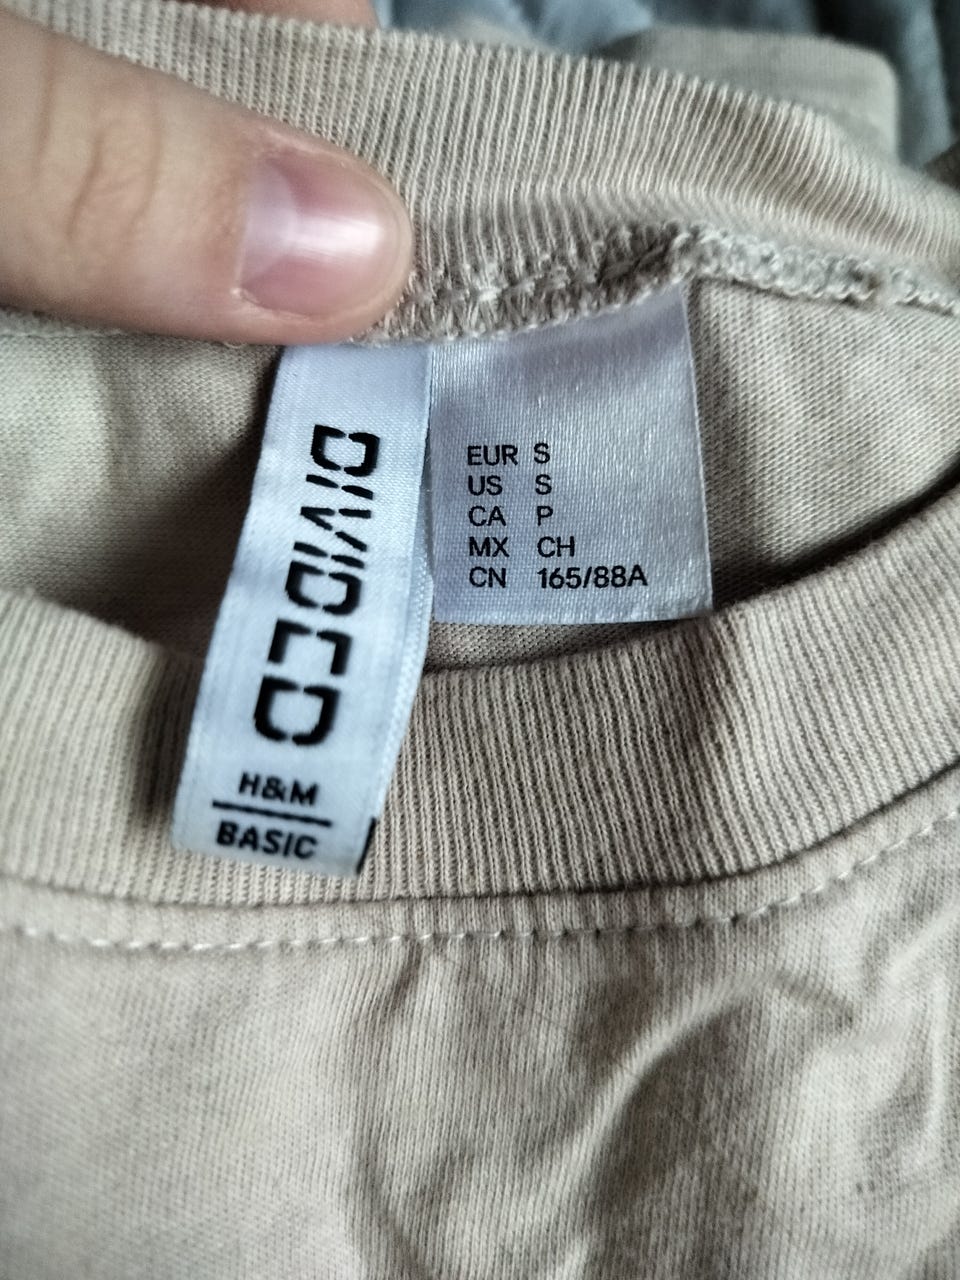 DIVIDED
H&M
BASIC
EUR S
US S
CA P
MX CH
CN 165/88A